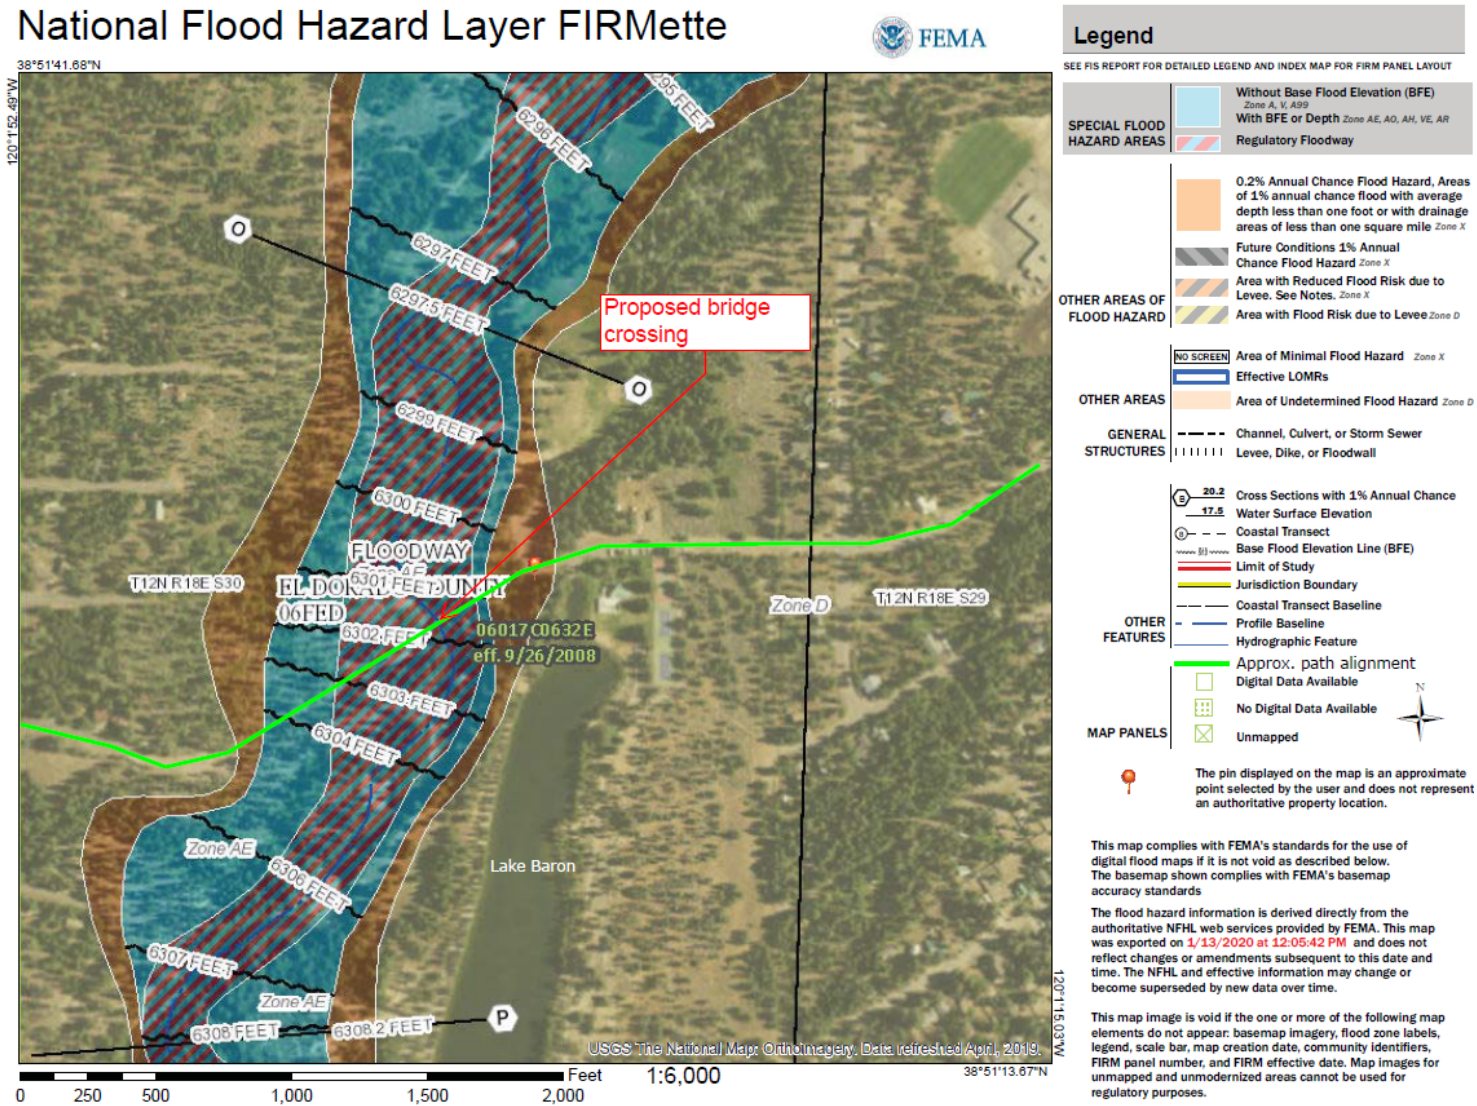 National Flood Hazard Layer FIRMette
FEMA
38°51'41.68"N
120°1'52.49"W
6296 FEET
6297 FEET
O
6297.5 FEET
O
Proposed bridge
crossing
6299 FEET
6300 FEET
FLOODWAY
6301 FEET
T12N R18E S30
06FED
6302 FEET
06017C0632E
eff. 9/26/2008
Zone D
T12N R18E S29
6303 FEET
6304 FEET
Zone AE
6306 FEET
Lake Baron
6307 FEET
Zone AE
6308 FEET
6308.2 FEET
P
USGS The National Map: Orthoimagery. Data refreshed April, 2019.
120°1'15.03"W
38°51'13.67"N
Feet
1:6,000
0 250 500 1,000 1,500 2,000
Legend
SEE FIS REPORT FOR DETAILED LEGEND AND INDEX MAP FOR FIRM PANEL LAYOUT
SPECIAL FLOOD
HAZARD AREAS
Without Base Flood Elevation (BFE)
Zone A, V, A99
With BFE or Depth Zone AE, AO, AH, VE, AR
Regulatory Floodway
OTHER AREAS OF
FLOOD HAZARD
0.2% Annual Chance Flood Hazard, Areas
of 1% annual chance flood with average
depth less than one foot or with drainage
areas of less than one square mile Zone X
Future Conditions 1% Annual
Chance Flood Hazard Zone X
Area with Reduced Flood Risk due to
Levee. See Notes. Zone X
Area with Flood Risk due to Levee Zone D
OTHER AREAS
NO SCREEN Area of Minimal Flood Hazard Zone X
Effective LOMRs
Area of Undetermined Flood Hazard Zone D
GENERAL
STRUCTURES
Channel, Culvert, or Storm Sewer
Levee, Dike, or Floodwall
OTHER
FEATURES
B 20.2 Cross Sections with 1% Annual Chance
17.5 Water Surface Elevation
8 Coastal Transect
Base Flood Elevation Line (BFE)
Limit of Study
Jurisdiction Boundary
Coastal Transect Baseline
Profile Baseline
Hydrographic Feature
Approx. path alignment
MAP PANELS
Digital Data Available
No Digital Data Available
Unmapped
N
The pin displayed on the map is an approximate
point selected by the user and does not represent
an authoritative property location.
This map complies with FEMA's standards for the use of
digital flood maps if it is not void as described below.
The basemap shown complies with FEMA's basemap
accuracy standards
The flood hazard information is derived directly from the
authoritative NFHL web services provided by FEMA. This map
was exported on 1/13/2020 at 12:05:42 PM and does not
reflect changes or amendments subsequent to this date and
time. The NFHL and effective information may change or
become superseded by new data over time.
This map image is void if the one or more of the following map
elements do not appear: basemap imagery, flood zone labels,
legend, scale bar, map creation date, community identifiers,
FIRM panel number, and FIRM effective date. Map images for
unmapped and unmodernized areas cannot be used for
regulatory purposes.